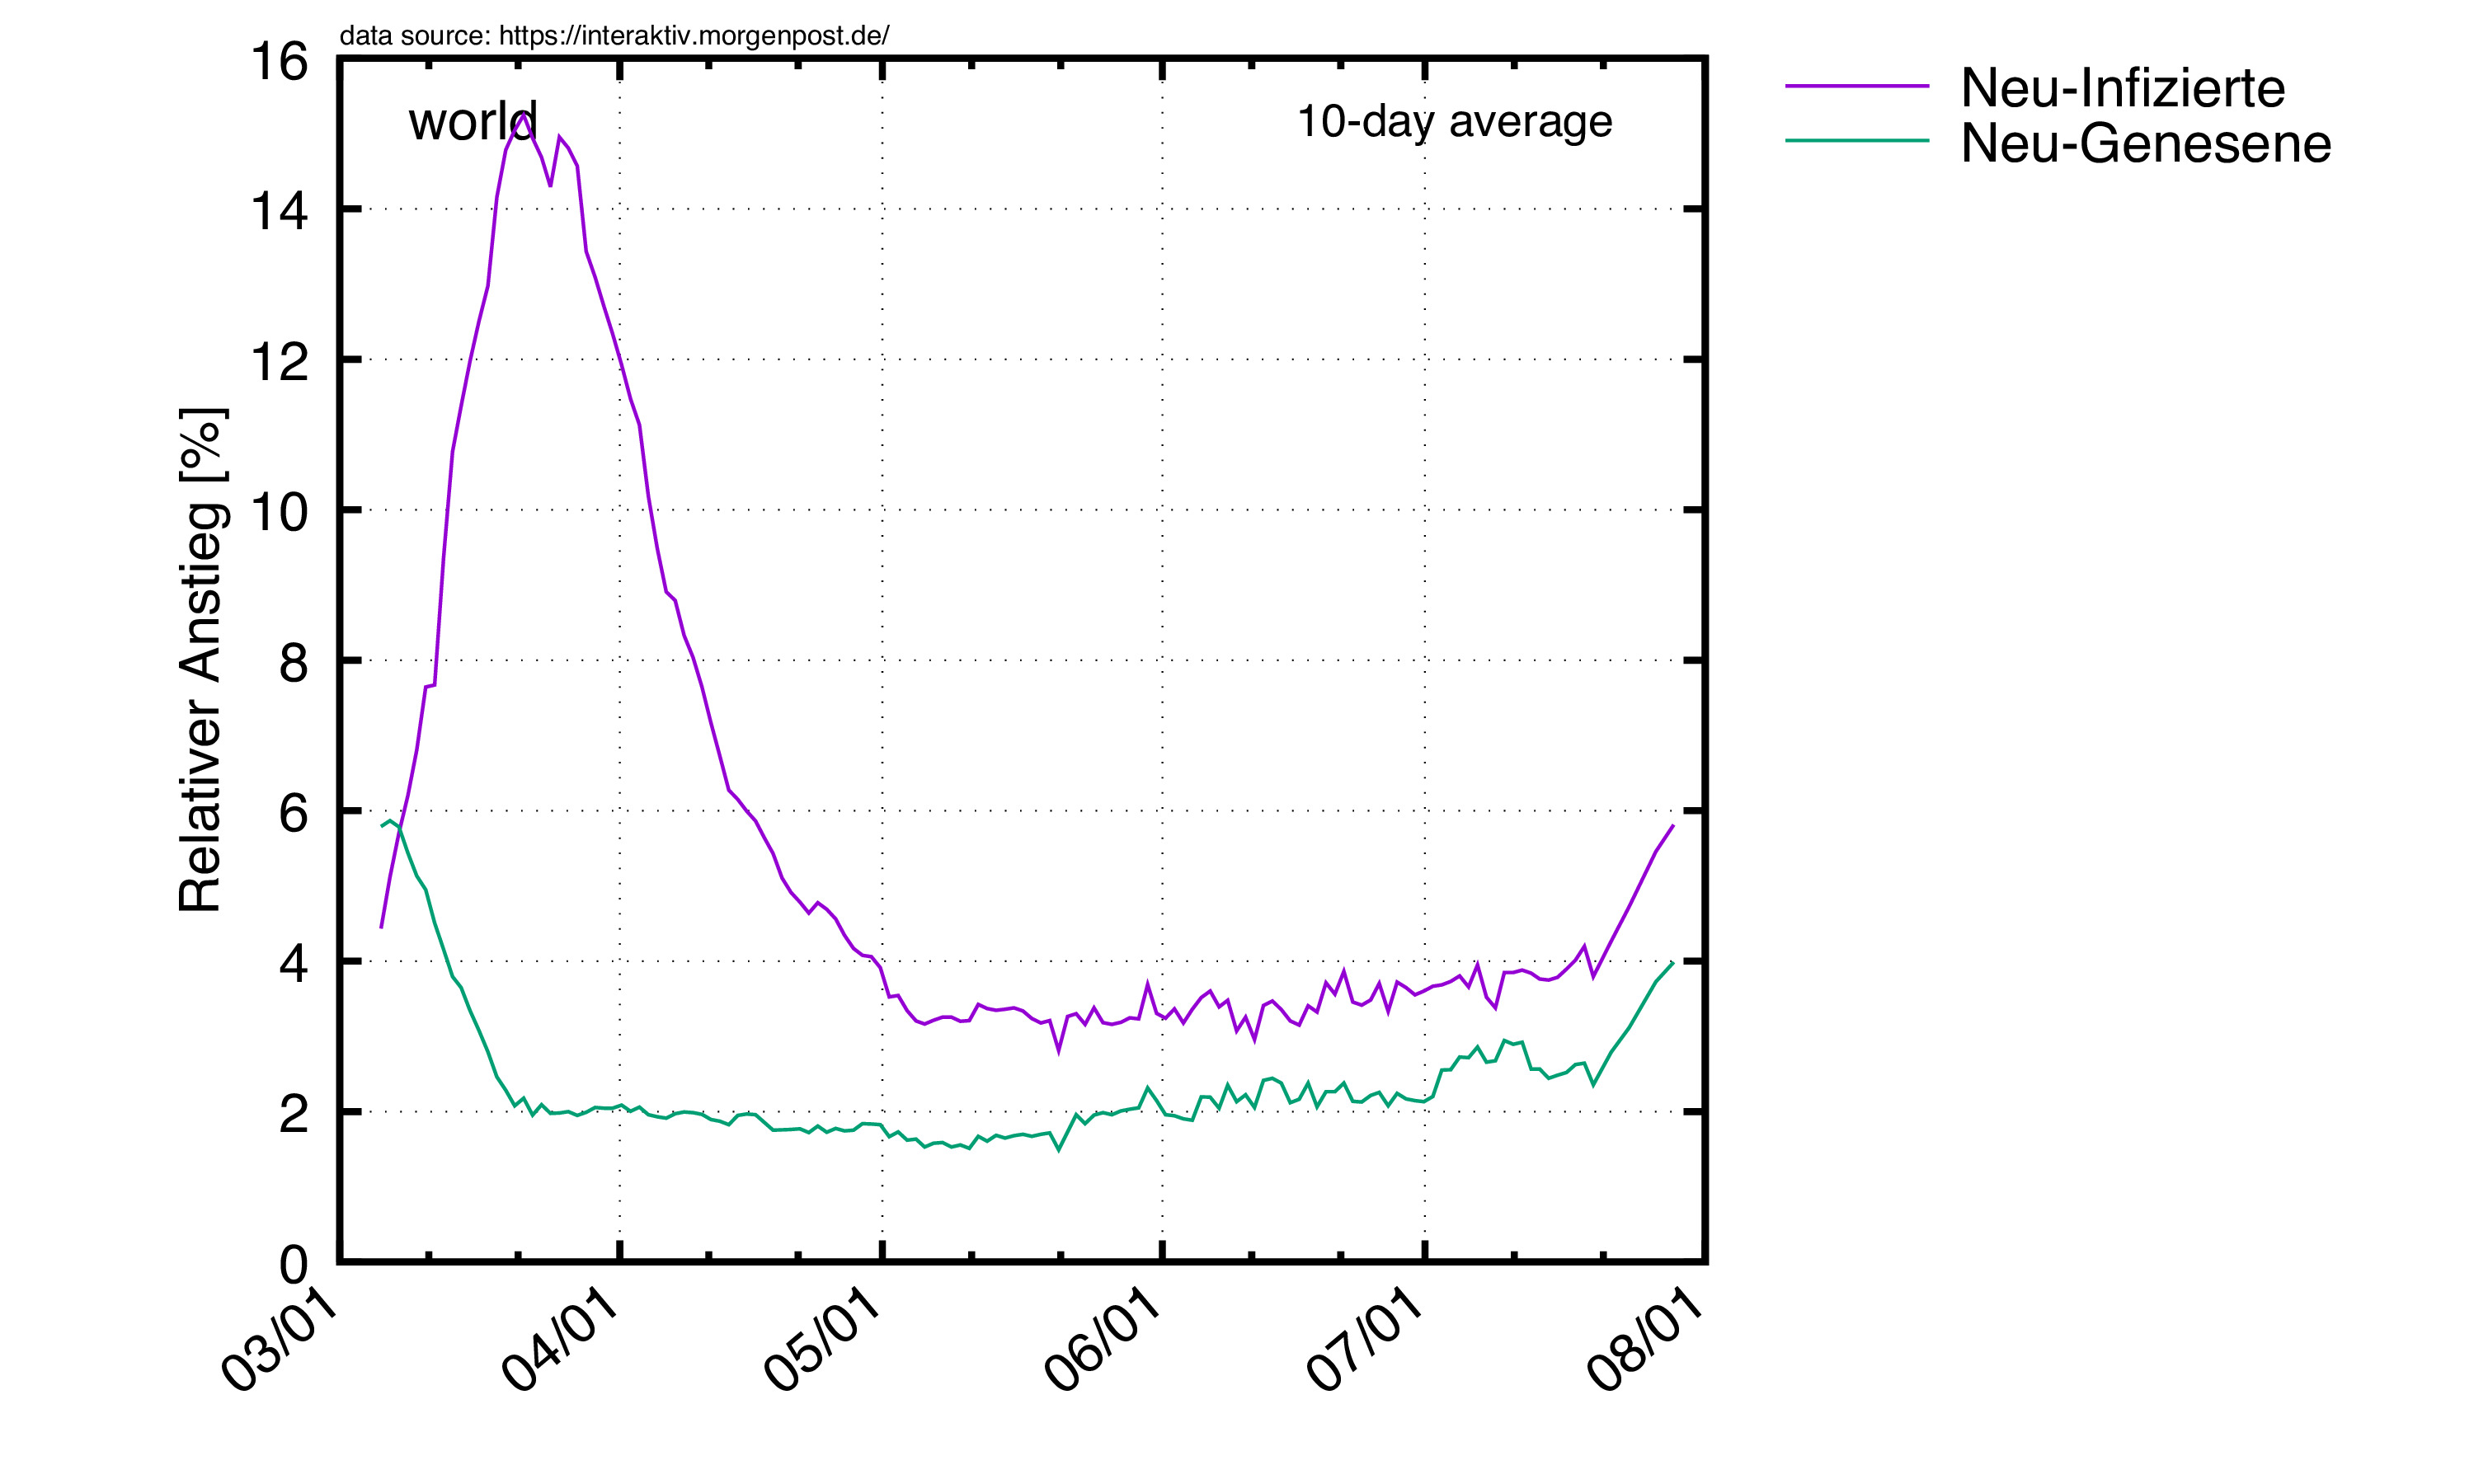 data source: https://interaktiv.morgenpost.de/
world
10-day average
Neu-Infizierte
Neu-Genesene
Relativer Anstieg [%]
16
14
12
10
8
6
4
2
0
03/01
04/01
05/01
06/01
07/01
08/01